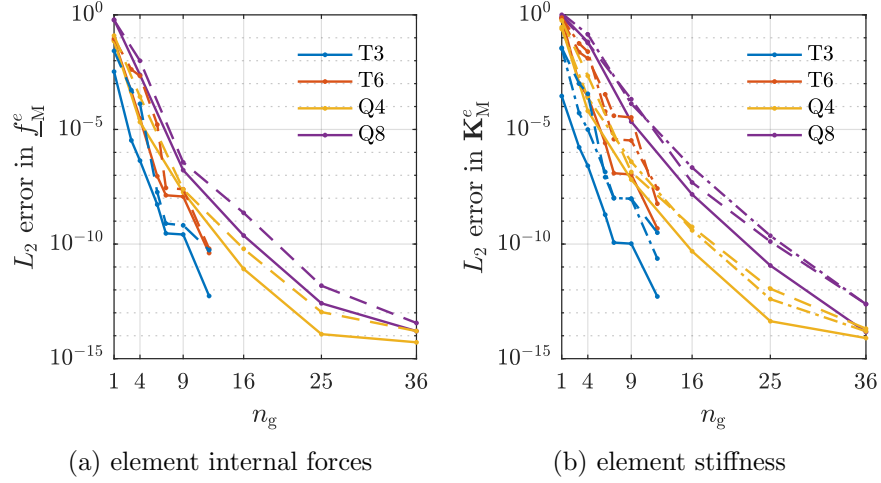 10^0
10^-5
10^-10
10^-15
L_2 error in f_M^e
T3
T6
Q4
Q8
1 4 9 16 25 36
n_g
(a) element internal forces
10^0
10^-5
10^-10
10^-15
L_2 error in K_M^e
T3
T6
Q4
Q8
1 4 9 16 25 36
n_g
(b) element stiffness